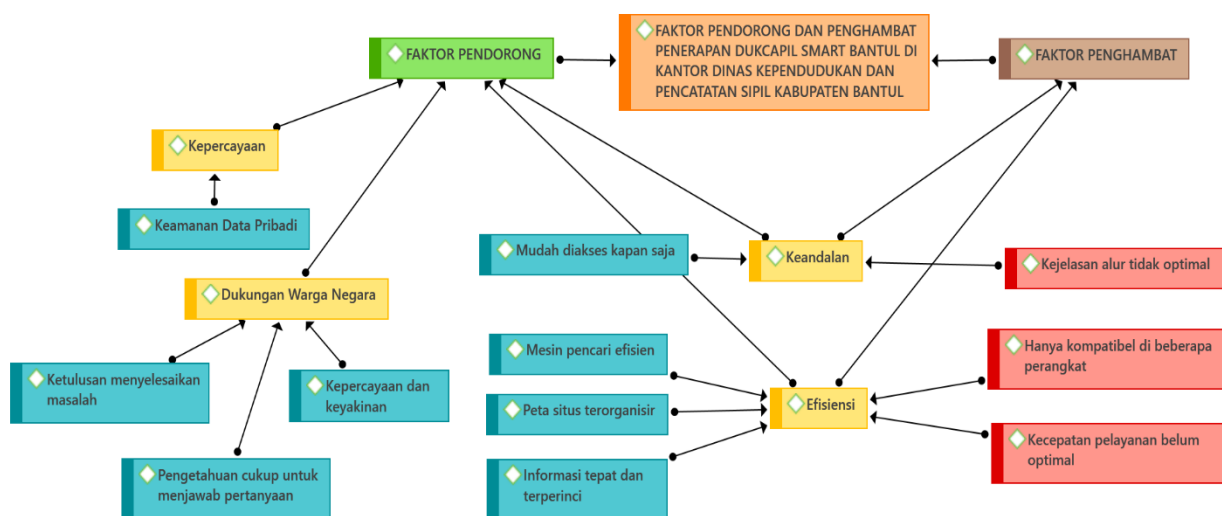 FAKTOR PENDORONG
FAKTOR PENDORONG DAN PENGHAMBAT
PENERAPAN DUKCAPIL SMART BANTUL DI
KANTOR DINAS KEPENDUDUKAN DAN
PENCATATAN SIPIL KABUPATEN BANTUL
FAKTOR PENGHAMBAT
Kepercayaan
Keamanan Data Pribadi
Mudah diakses kapan saja
Keandalan
Kejelasan alur tidak optimal
Dukungan Warga Negara
Ketulusan menyelesaikan
masalah
Kepercayaan dan
keyakinan
Pengetahuan cukup untuk
menjawab pertanyaan
Mesin pencari efisien
Peta situs terorganisir
Informasi tepat dan
terperinci
Efisiensi
Hanya kompatibel di beberapa
perangkat
Kecepatan pelayanan belum
optimal